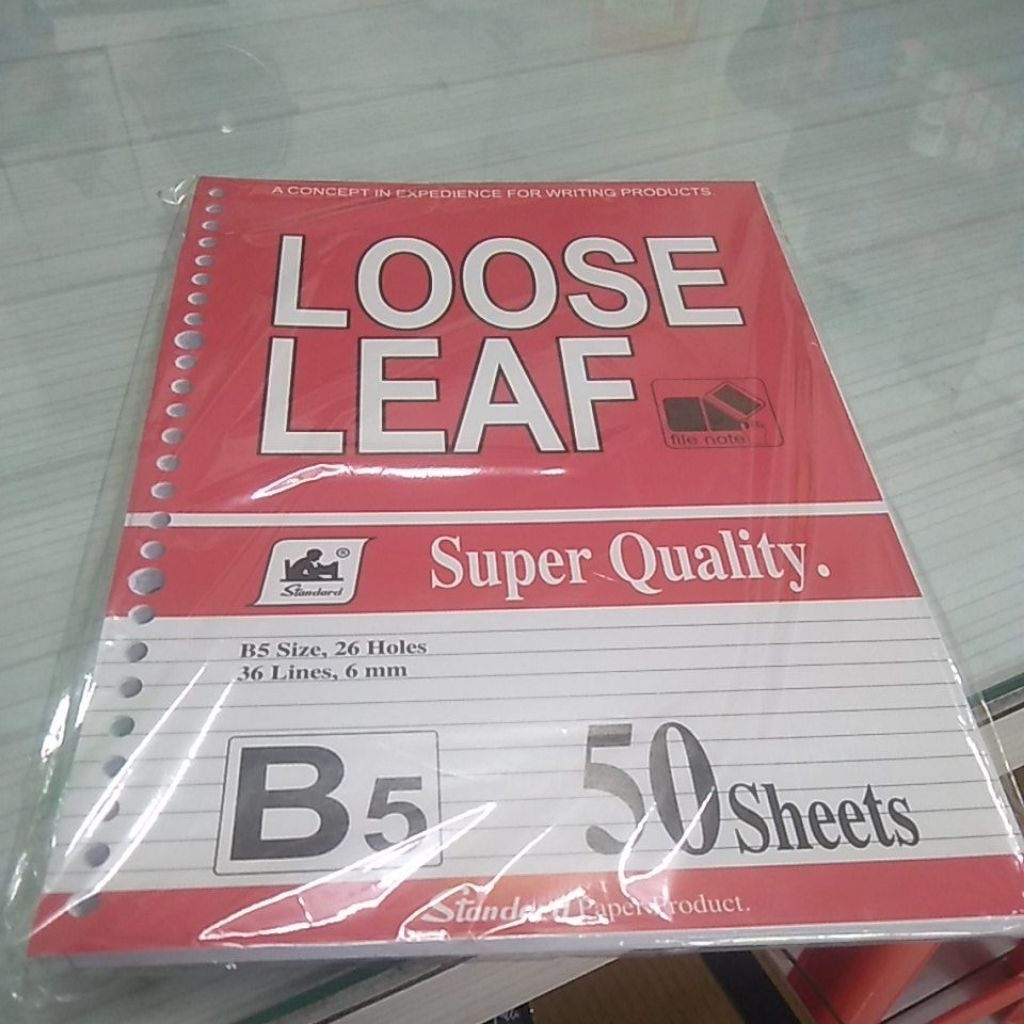 A CONCEPT IN EXPEDIENCE FOR WRITING PRODUCTS
LOOSE
LEAF
file note
®
Standard
Super Quality.
B5 Size, 26 Holes
36 Lines, 6 mm
B5
50 Sheets
Standard Paper Product.